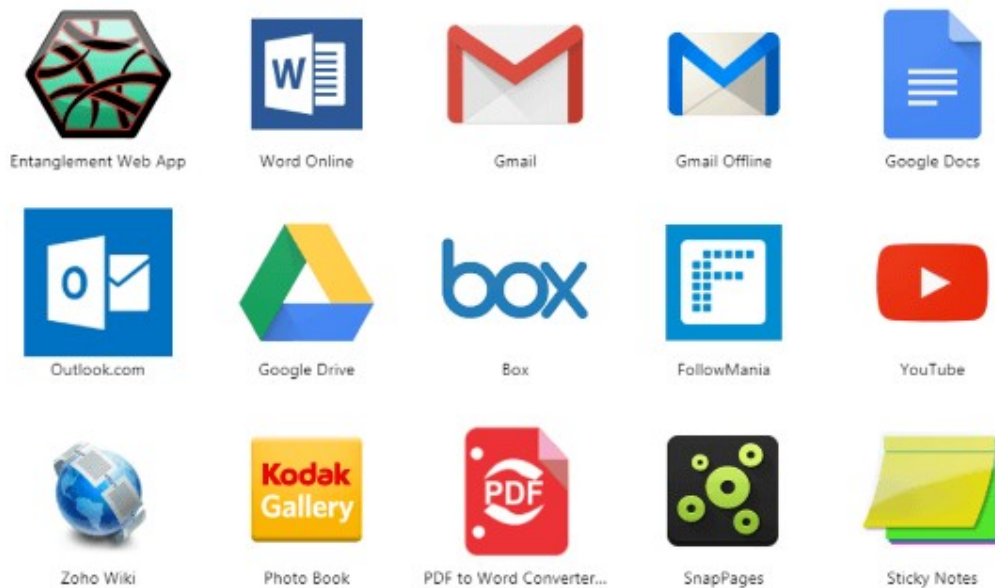 W
Entanglement Web App
Word Online
Gmail
Gmail Offline
Google Docs
O
box
F
Outlook.com
Google Drive
Box
FollowMania
YouTube
Kodak
Gallery
PDF
Zoho Wiki
Photo Book
PDF to Word Converter...
SnapPages
Sticky Notes